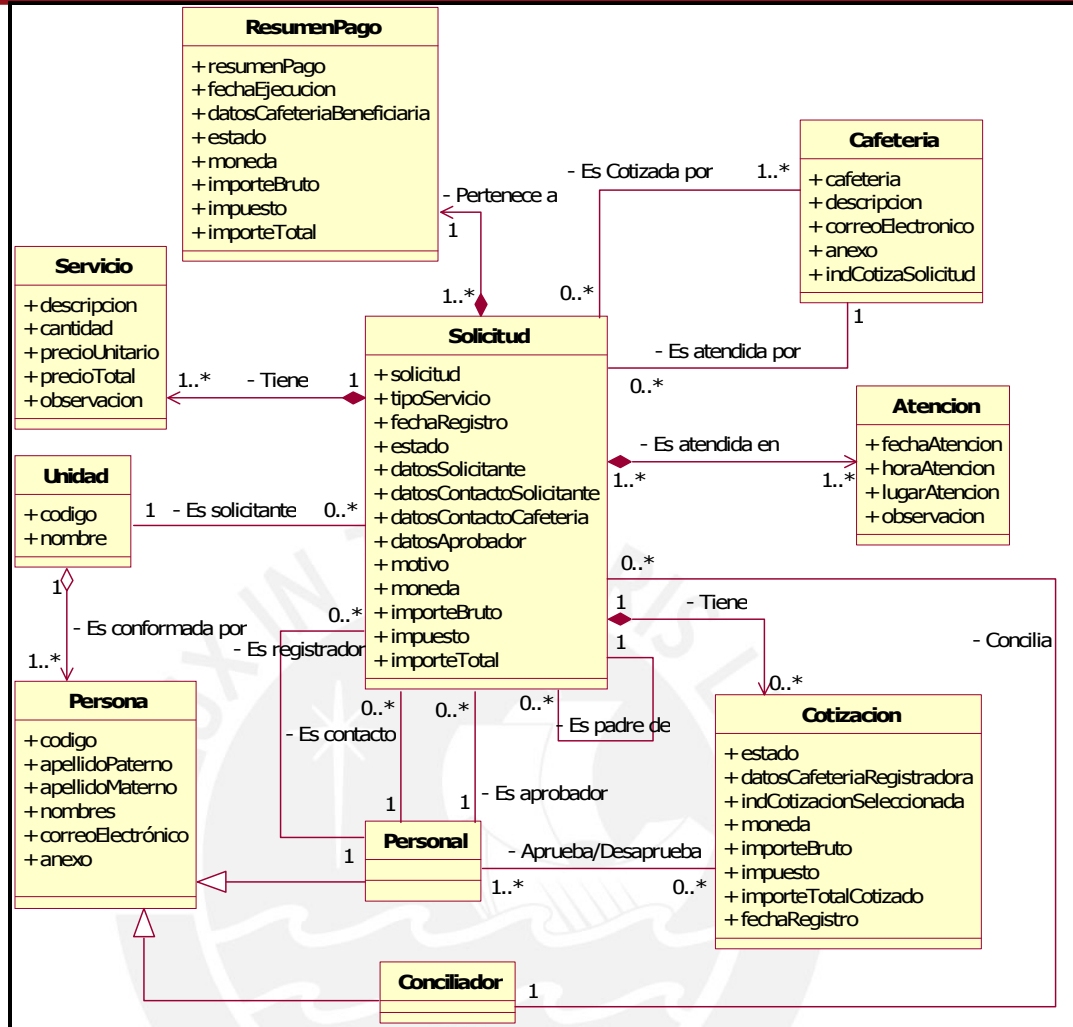 ResumenPago
+resumenPago
+fechaEjecucion
+datosCafeteriaBeneficiaria
+estado
+moneda
+importeBruto
+impuesto
+importeTotal
Cafeteria
+cafeteria
+descripcion
+correoElectronico
+anexo
+indCotizaSolicitud
- Es Cotizada por
1..*
0..*
- Pertenece a
1
1..*
Servicio
+descripcion
+cantidad
+precioUnitario
+precioTotal
+observacion
1..*
- Tiene
1
Solicitud
+solicitud
+tipoServicio
+fechaRegistro
+estado
+datosSolicitante
+datosContactoSolicitante
+datosContactoCafeteria
+datosAprobador
+motivo
+moneda
+importeBruto
+impuesto
+importeTotal
1
- Es atendida por
0..*
Atencion
+fechaAtencion
+horaAtencion
+lugarAtencion
+observacion
- Es atendida en
1..*
1..*
Unidad
+codigo
+nombre
1
- Es solicitante
0..*
1
- Es conformada por
1..*
0..*
- Es registrador
1
0..*
- Concilia
1
1
- Tiene
0..*
1
0..*
- Es padre de
Persona
+codigo
+apellidoPaterno
+apellidoMaterno
+nombres
+correoElectrónico
+anexo
0..*
- Es contacto
1
0..*
- Es aprobador
1
Personal
- Aprueba/Desaprueba
1..*
0..*
Cotizacion
+estado
+datosCafeteriaRegistradora
+indCotizacionSeleccionada
+moneda
+importeBruto
+impuesto
+importeTotalCotizado
+fechaRegistro
Conciliador